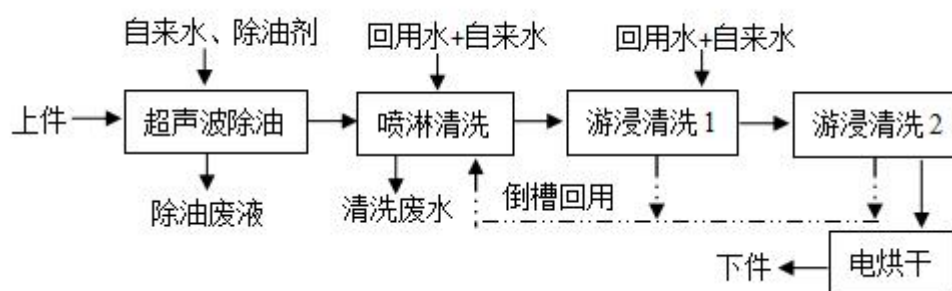 自来水、除油剂
回用水+自来水
回用水+自来水
上件
超声波除油
喷淋清洗
游浸清洗 1
游浸清洗 2
除油废液
清洗废水
倒槽回用
下件
电烘干